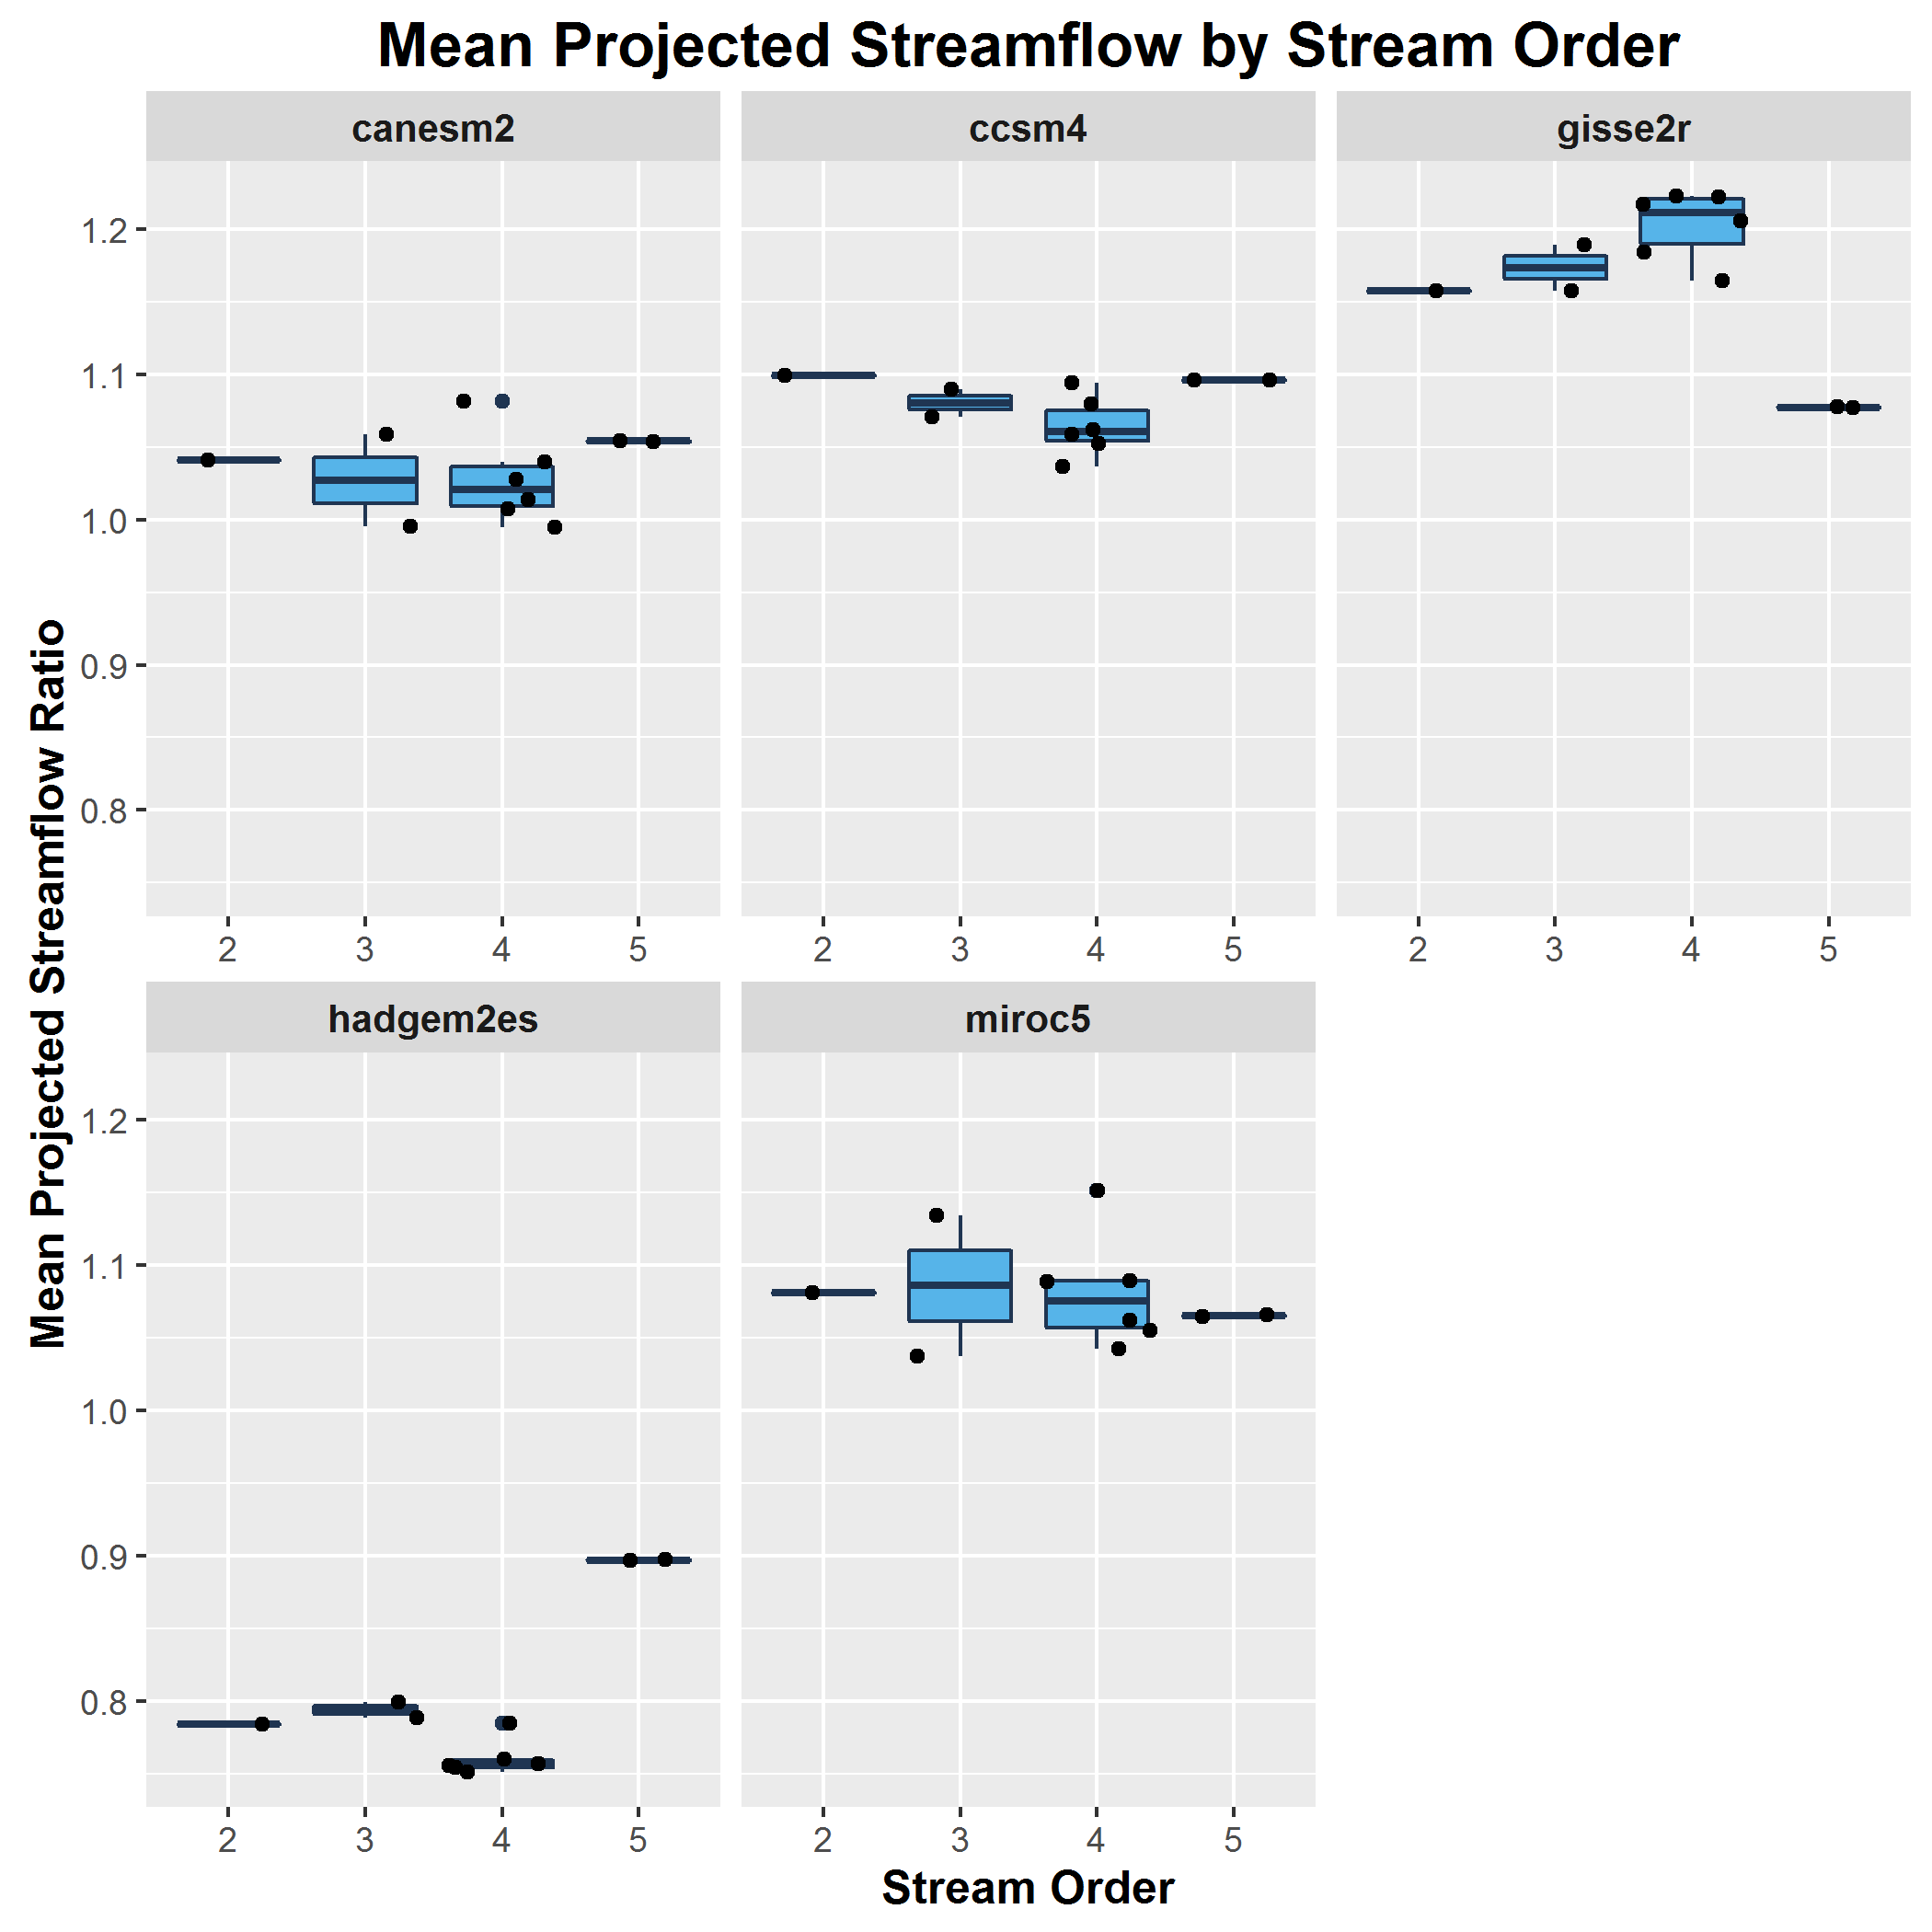 Mean Projected Streamflow by Stream Order
canesm2 ccsm4 gisse2r
1.2
1.1
1.0
0.9
0.8
2 3 4 5 2 3 4 5 2 3 4 5
Mean Projected Streamflow Ratio
hadgem2es miroc5
1.2
1.1
1.0
0.9
0.8
2 3 4 5 2 3 4 5
Stream Order